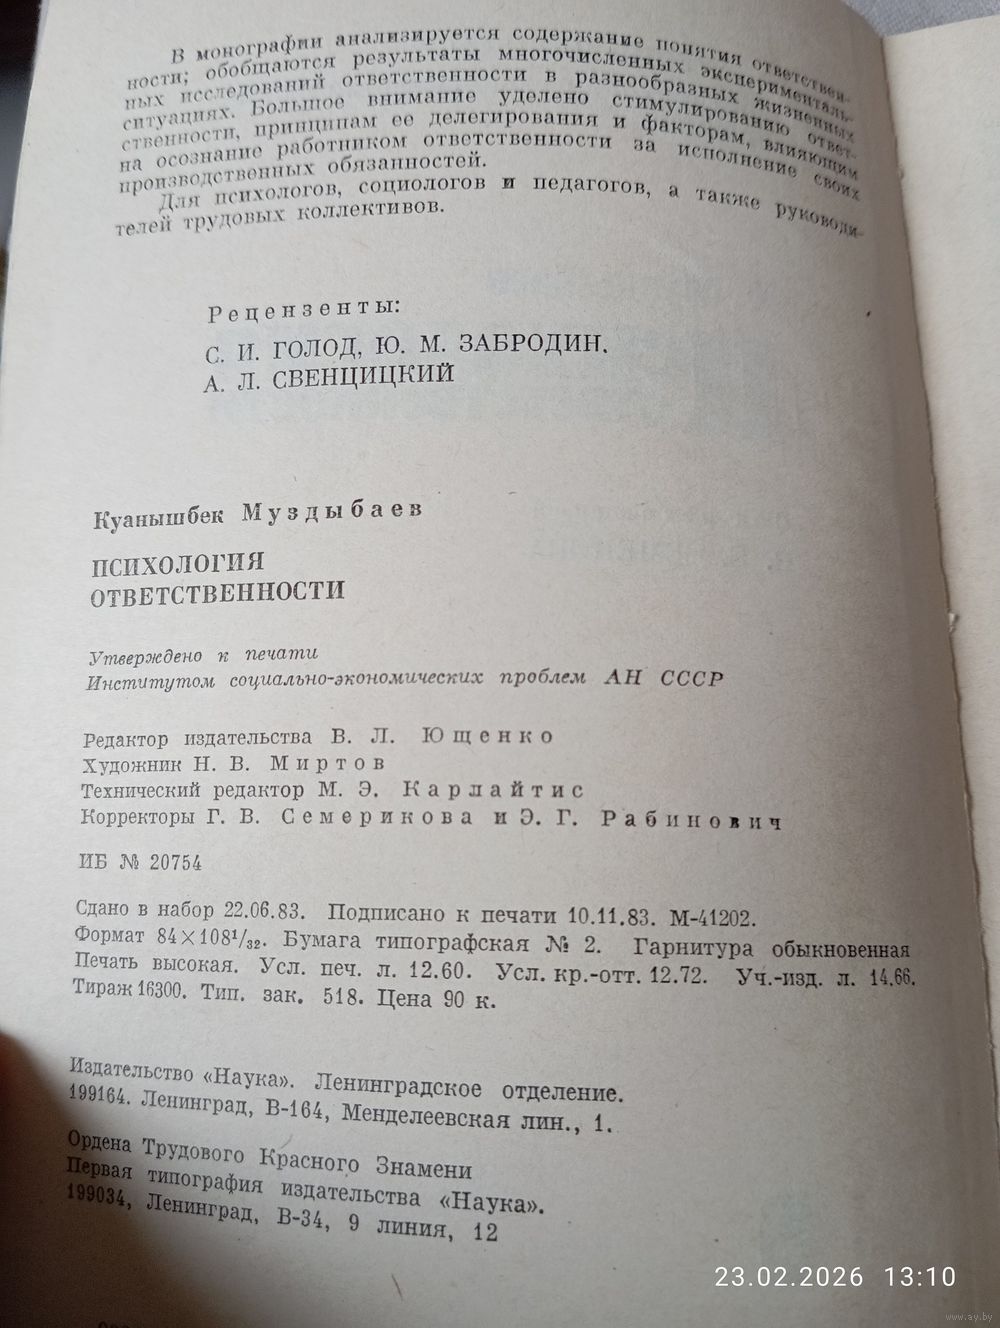 В монографии анализируется содержание понятия ответствен-
ности; обобщаются результаты многочисленных эксперименталь-
ных исследований ответственности в разнообразных жизненных
ситуациях. Большое внимание уделено стимулированию ответ-
ственности, принципам ее делегирования и факторам, влияющим
на осознание работником ответственности за исполнение своих
производственных обязанностей.
Для психологов, социологов и педагогов, а также руководи-
телей трудовых коллективов.
Рецензенты:
С. И. ГОЛОД, Ю. М. ЗАБРОДИН.
А. Л. СВЕНЦИЦКИЙ
Куанышбек Муздыбаев
ПСИХОЛОГИЯ
ОТВЕТСТВЕННОСТИ
Утверждено к печати
Институтом социально-экономических проблем АН СССР
Редактор издательства В. Л. Ющенко
Художник Н. В. Миртов
Технический редактор М. Э. Карлайтис
Корректоры Г. В. Семерикова и Э. Г. Рабинович
ИБ № 20754
Сдано в набор 22.06.83. Подписано к печати 10.11.83. М-41202.
Формат 84×108¹/₃₂. Бумага типографская № 2. Гарнитура обыкновенная
Печать высокая. Усл. печ. л. 12.60. Усл. кр.-отт. 12.72. Уч.-изд. л. 14.66.
Тираж 16300. Тип. зак. 518. Цена 90 к.
Издательство «Наука». Ленинградское отделение.
199164. Ленинград, В-164, Менделеевская лин., 1.
Ордена Трудового Красного Знамени
Первая типография издательства «Наука».
199034, Ленинград, В-34, 9 линия, 12
23.02.2026 13:10
www.ay.by